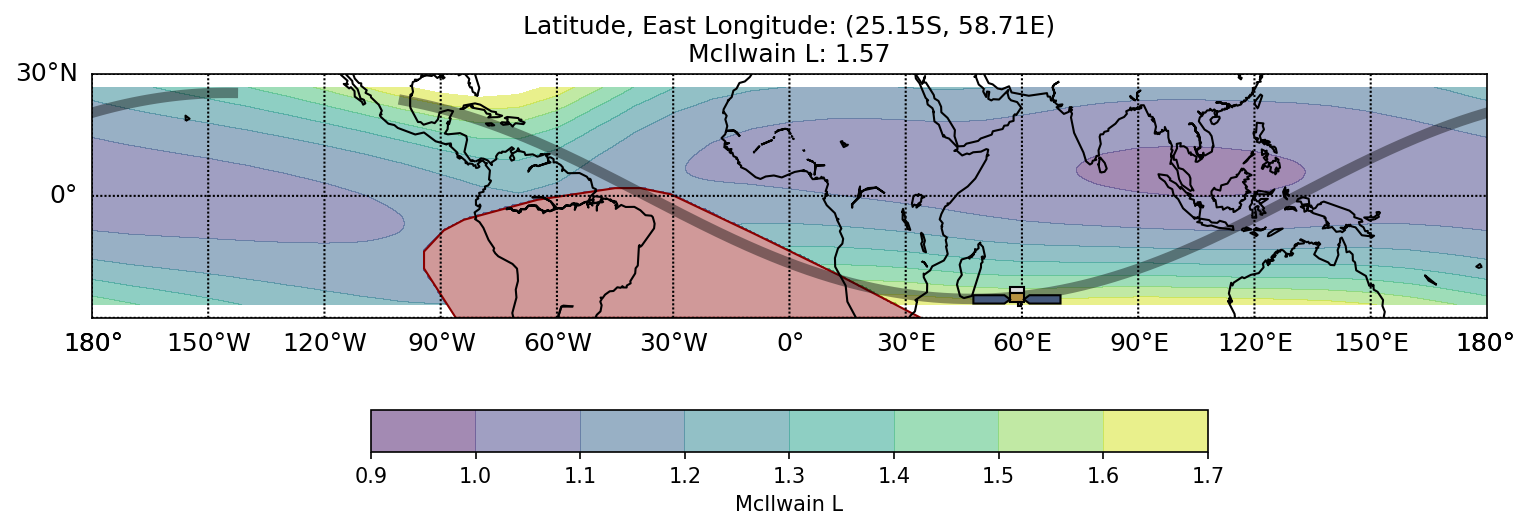 Latitude, East Longitude: (25.15S, 58.71E)
McIlwain L: 1.57
30°N
0°
180° 150°W 120°W 90°W 60°W 30°W 0° 30°E 60°E 90°E 120°E 150°E 180°
0.9 1.0 1.1 1.2 1.3 1.4 1.5 1.6 1.7
McIlwain L